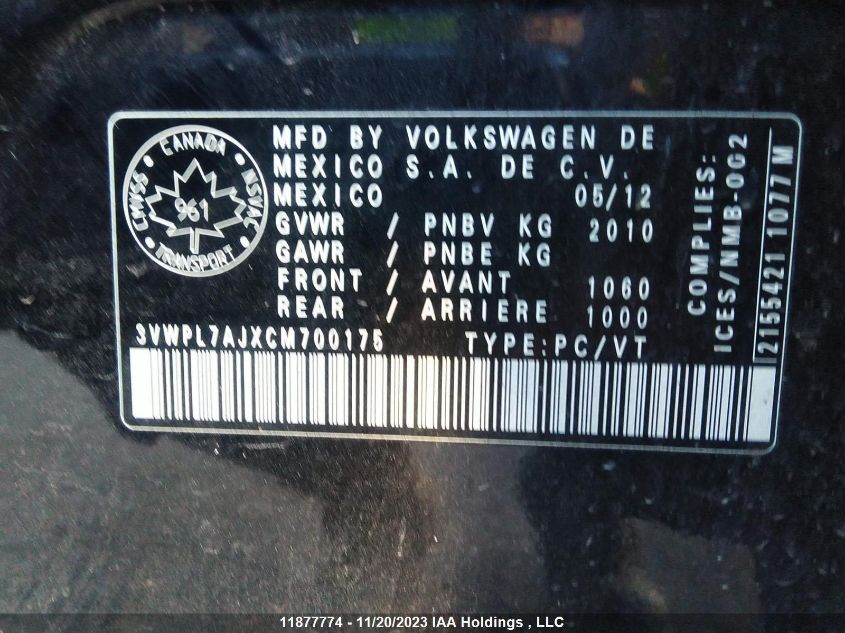 CANADA
CMVSS
NSVAC
961
TRANSPORT
MFD BY VOLKSWAGEN DE
MEXICO S.A. DE C.V.
MEXICO 05/12
GVWR / PNBV KG 2010
GAWR / PNBE KG
FRONT / AVANT 1060
REAR / ARRIERE 1000
3VWPL7AJXCM700175 TYPE:PC/VT
COMPLIES:
ICES/NMB-002
2155421 1077 M
11877774 - 11/20/2023 IAA Holdings , LLC